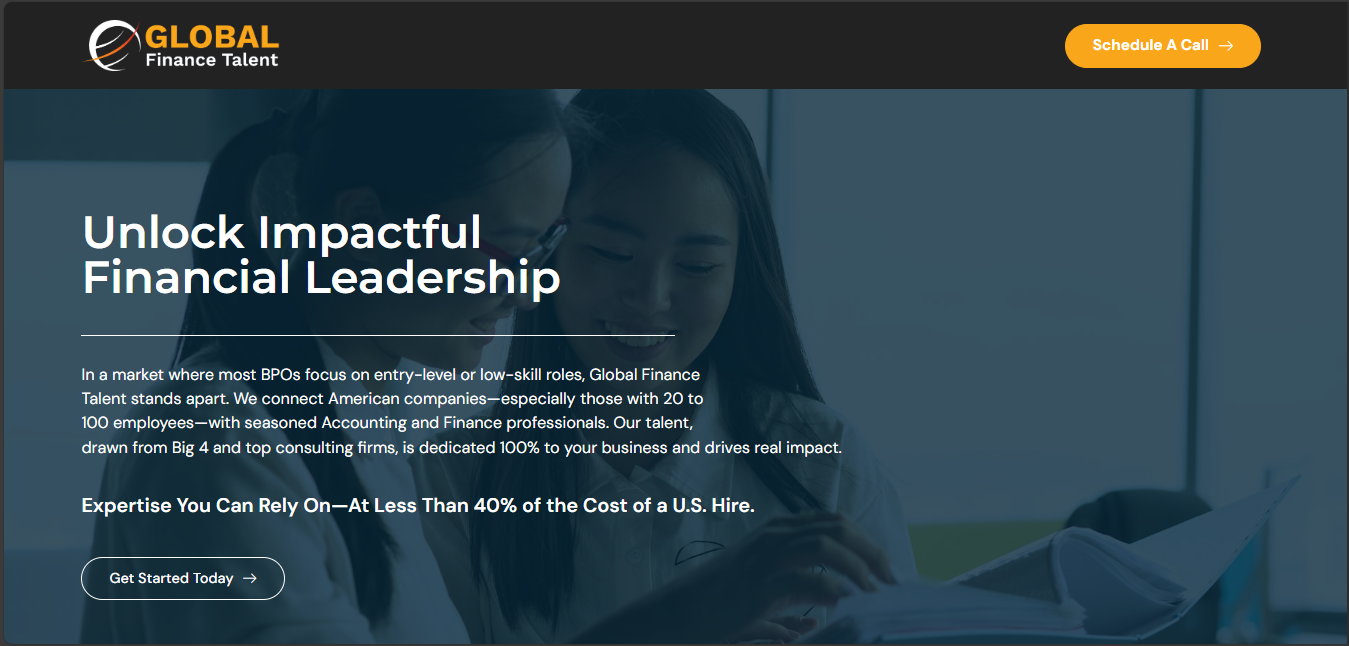 GLOBAL
Finance Talent
Schedule A Call
Unlock Impactful
Financial Leadership
In a market where most BPOs focus on entry-level or low-skill roles, Global Finance
Talent stands apart. We connect American companies—especially those with 20 to
100 employees—with seasoned Accounting and Finance professionals. Our talent,
drawn from Big 4 and top consulting firms, is dedicated 100% to your business and drives real impact.
Expertise You Can Rely On—At Less Than 40% of the Cost of a U.S. Hire.
Get Started Today